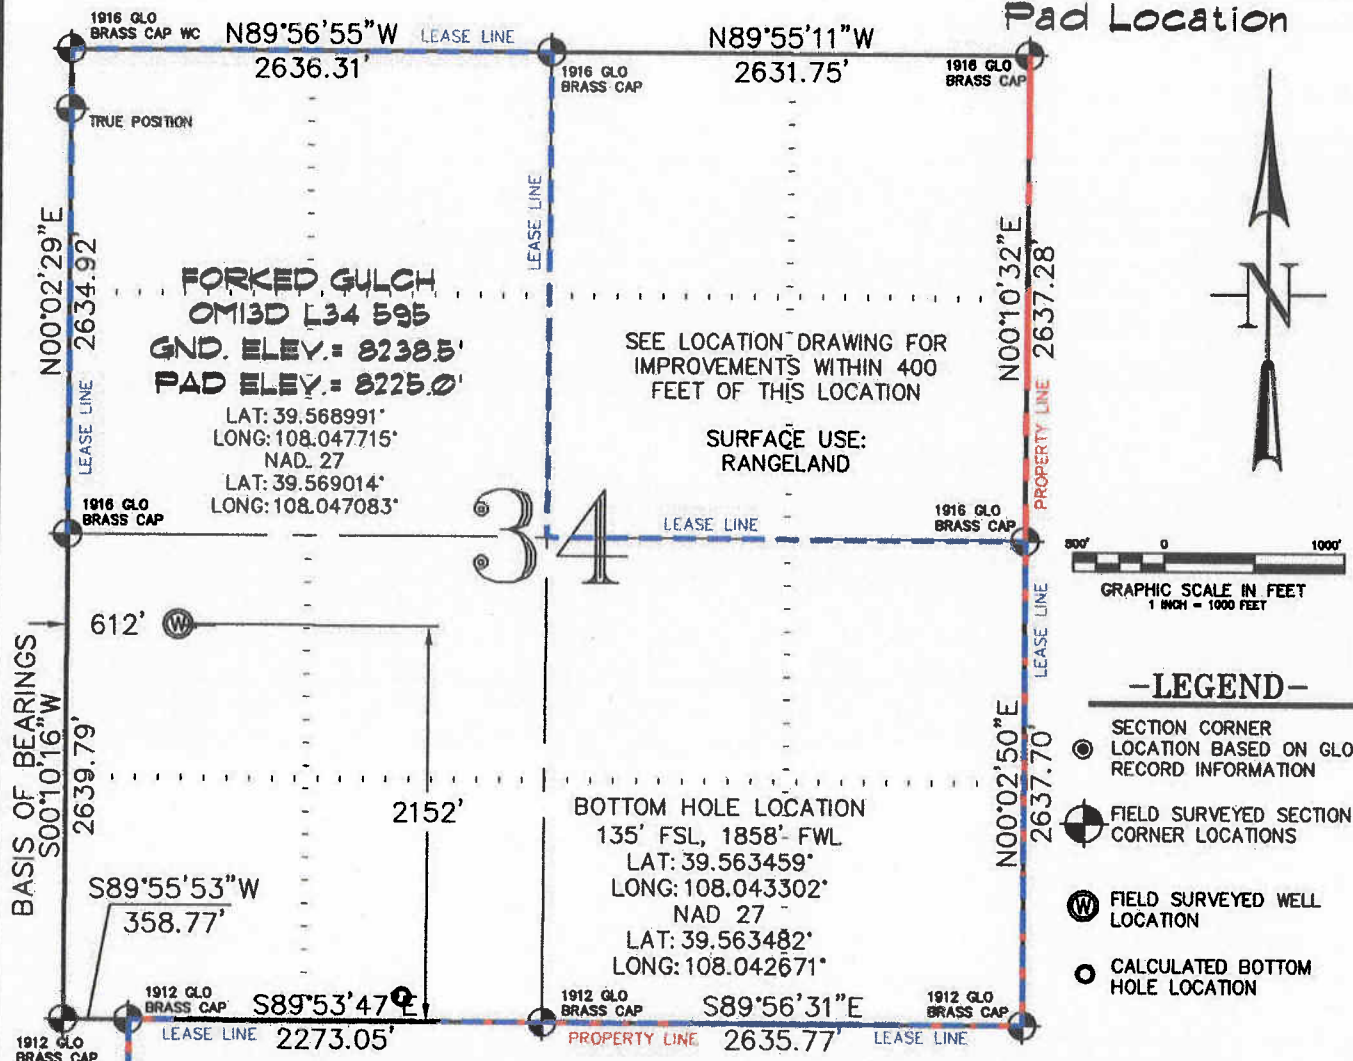 Pad Location
1916 GLO
BRASS CAP WC
N89°56'55"W
LEASE LINE
2636.31'
1916 GLO
BRASS CAP
N89°55'11"W
2631.75'
1916 GLO
BRASS CAP
TRUE POSITION
N00°02'29"E
2634.92'
LEASE LINE
LEASE LINE
FORKED GULCH
OM13D L34 595
GND. ELEV.= 8238.5'
PAD ELEV.= 8225.0'
LAT: 39.568991°
LONG: 108.047715°
NAD 27
LAT: 39.569014°
LONG: 108.047083°
SEE LOCATION DRAWING FOR
IMPROVEMENTS WITHIN 400
FEET OF THIS LOCATION
SURFACE USE:
RANGELAND
N00°10'32"E
2637.28'
PROPERTY LINE
N
1916 GLO
BRASS CAP
34
LEASE LINE
1916 GLO
BRASS CAP
0
1000'
GRAPHIC SCALE IN FEET
1 INCH = 1000 FEET
612'
W
BASIS OF BEARINGS
S00°10'16"W
2639.79'
2152'
LEASE LINE
N00°02'50"E
2637.70'
BOTTOM HOLE LOCATION
135' FSL, 1858' FWL
LAT: 39.563459°
LONG: 108.043302°
NAD 27
LAT: 39.563482°
LONG: 108.042671°
S89°55'53"W
358.77'
1912 GLO
BRASS CAP
1912 GLO
BRASS CAP
S89°53'47"E
LEASE LINE
2273.05'
1912 GLO
BRASS CAP
S89°56'31"E
1912 GLO
BRASS CAP
PROPERTY LINE
2635.77'
LEASE LINE
-LEGEND-
SECTION CORNER
LOCATION BASED ON GLO
RECORD INFORMATION
FIELD SURVEYED SECTION
CORNER LOCATIONS
W
FIELD SURVEYED WELL
LOCATION
CALCULATED BOTTOM
HOLE LOCATION